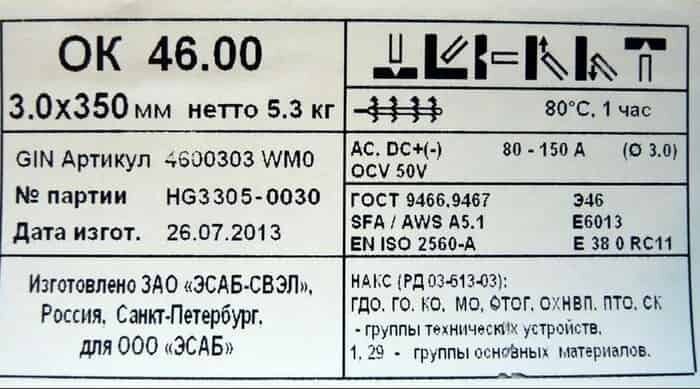 ОК 46.00
3.0x350 мм нетто 5.3 кг
GIN Артикул 4600303 WM0
№ партии HG3305-0030
Дата изгот. 26.07.2013
Изготовлено ЗАО «ЭСАБ-СВЭЛ»,
Россия, Санкт-Петербург,
для ООО «ЭСАБ»
80°C, 1 час
AC. DC+(-) 80 - 150 A (O 3.0)
OCV 50V
ГОСТ 9466,9467 Э46
SFA / AWS A5.1 E6013
EN ISO 2560-A E 38 0 RC11
НАКС (РД 03-613-03):
ГДО, ГО, КО, МО, ОТОГ, ОХНВП, ПТО, СК
- группы технических устройств,
1, 29 - группы основных материалов.